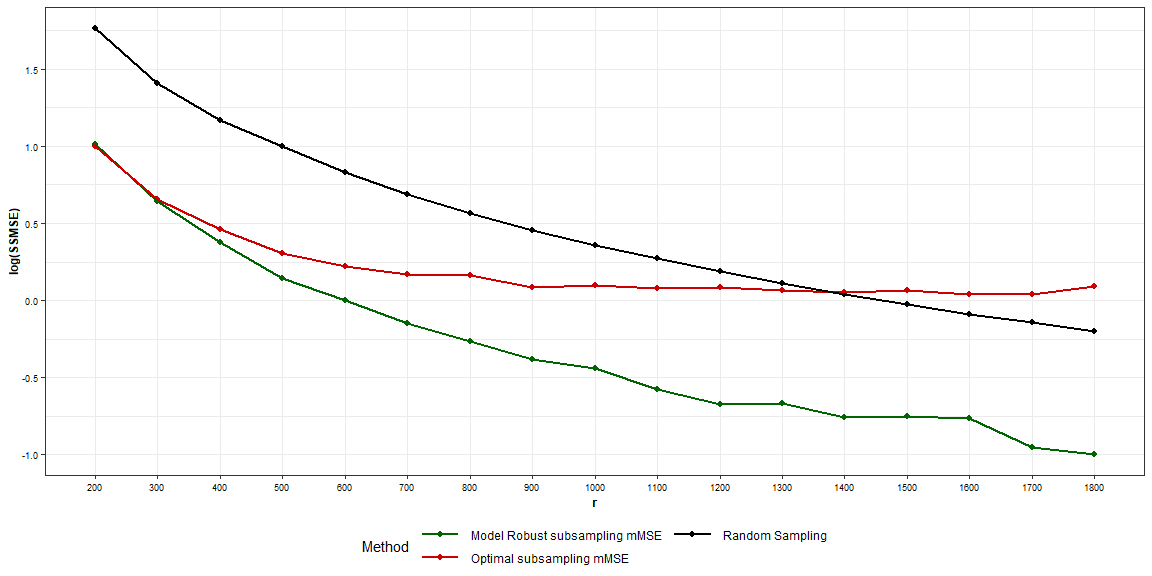 1.5
1.0
0.5
0.0
-0.5
-1.0
log(SSMSE)
200 300 400 500 600 700 800 900 1000 1100 1200 1300 1400 1500 1600 1700 1800
r
Method
Model Robust subsampling mMSE Random Sampling
Optimal subsampling mMSE